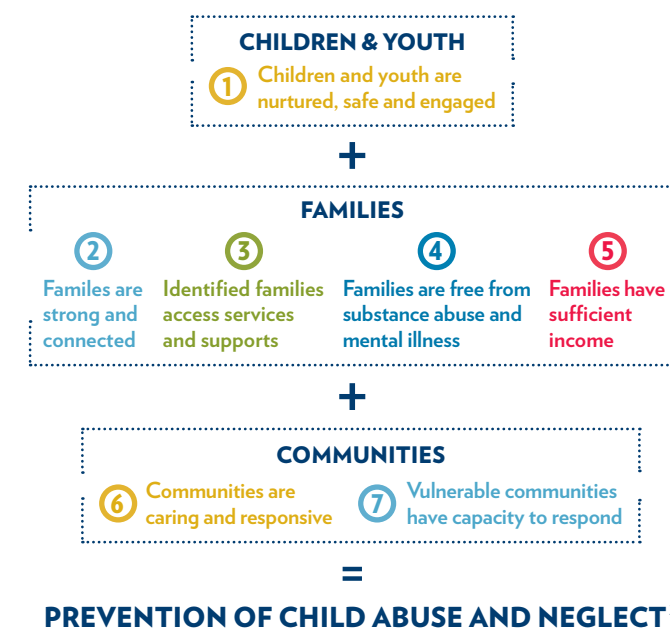 CHILDREN & YOUTH
1
Children and youth are
nurtured, safe and engaged
+
FAMILIES
2
Familes are
strong and
connected
3
Identified families
access services
and supports
4
Families are free from
substance abuse and
mental illness
5
Families have
sufficient
income
+
COMMUNITIES
6
Communities are
caring and responsive
7
Vulnerable communities
have capacity to respond
=
PREVENTION OF CHILD ABUSE AND NEGLECT